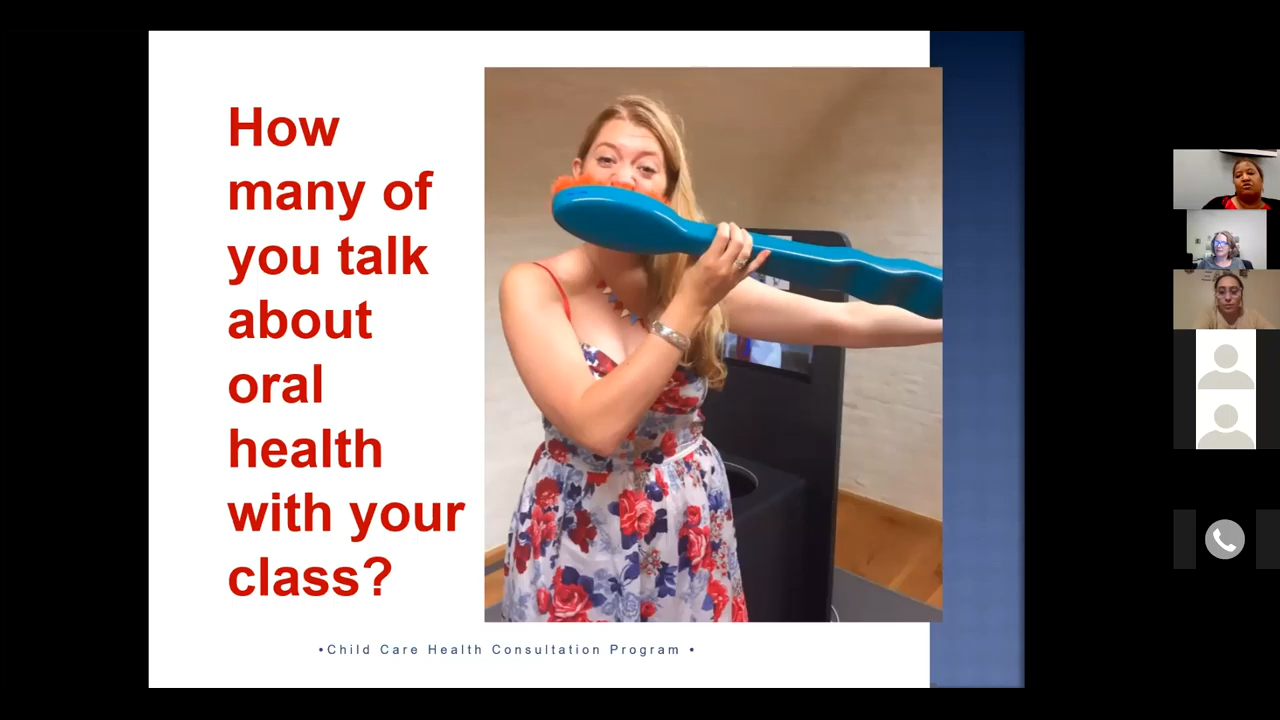 How
many of
you talk
about
oral
health
with your
class?
•Child Care Health Consultation Program •